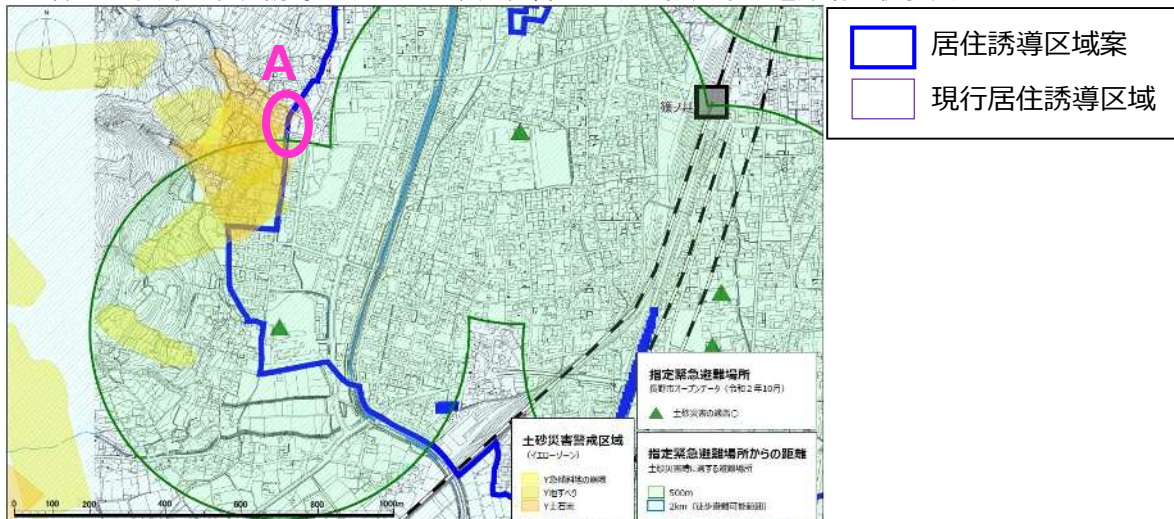 A
居住誘導区域案
現行居住誘導区域
篠ノ井
指定緊急避難場所
長野市オープンデータ（令和2年10月）
土砂災害の適否〇
土砂災害警戒区域
（イエローゾーン）
Y急傾斜地の崩壊
Y地すべり
Y土石流
指定緊急避難場所からの距離
土砂災害時に適する避難場所
500m
2km（徒歩避難可能範囲）
0 100 200 400 600 800 1000m